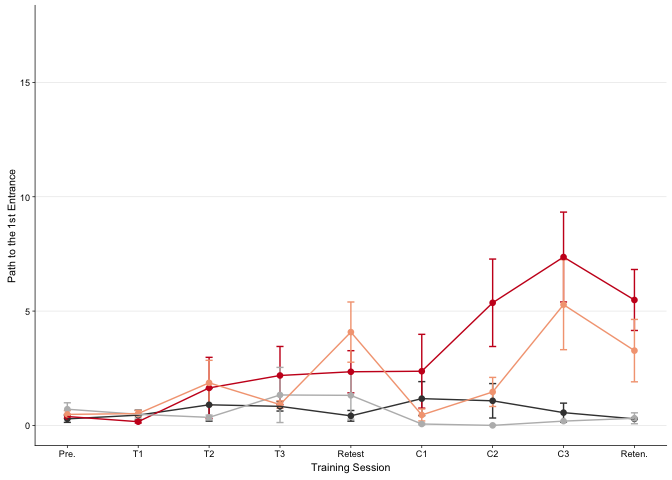 Path to the 1st Entrance
15
10
5
0
Pre. T1 T2 T3 Retest C1 C2 C3 Reten.
Training Session